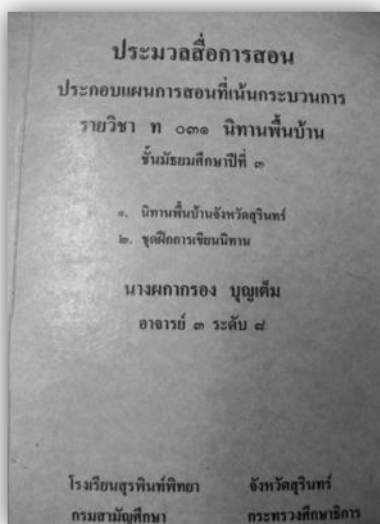 ประมวลสื่อการสอน
ประกอบแผนการสอนที่เน้นกระบวนการ
รายวิชา ท ๐๓๑ นิทานพื้นบ้าน
ชั้นมัธยมศึกษาปีที่ ๓
๑. นิทานพื้นบ้านจังหวัดสุรินทร์
๒. ชุดฝึกการเขียนนิทาน
นางผกากรอง บุญเต็ม
อาจารย์ ๓ ระดับ ๘
โรงเรียนสุรพินท์พิทยา จังหวัดสุรินทร์
กรมสามัญศึกษา กระทรวงศึกษาธิการ